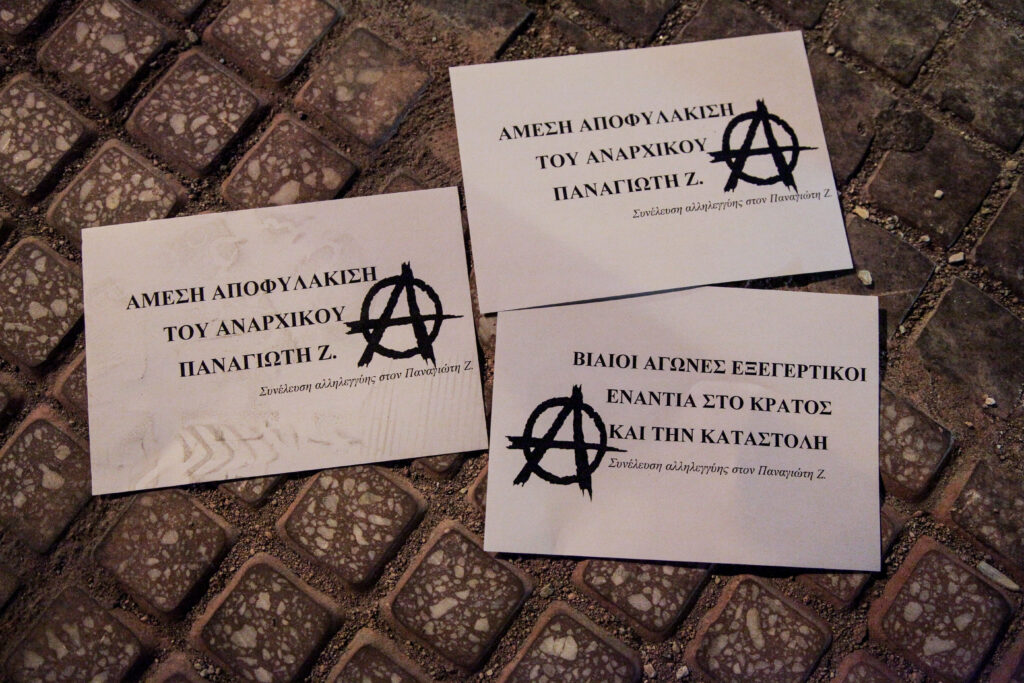 ΑΜΕΣΗ ΑΠΟΦΥΛΑΚΙΣΗ
ΤΟΥ ΑΝΑΡΧΙΚΟΥ
ΠΑΝΑΓΙΩΤΗ Ζ.
Συνέλευση αλληλεγγύης στον Παναγιώτη Ζ.
ΑΜΕΣΗ ΑΠΟΦΥΛΑΚΙΣΗ
ΤΟΥ ΑΝΑΡΧΙΚΟΥ
ΠΑΝΑΓΙΩΤΗ Ζ.
Συνέλευση αλληλεγγύης στον Παναγιώτη Ζ.
ΒΙΑΙΟΙ ΑΓΩΝΕΣ ΕΞΕΓΕΡΤΙΚΟΙ
ΕΝΑΝΤΙΑ ΣΤΟ ΚΡΑΤΟΣ
ΚΑΙ ΤΗΝ ΚΑΤΑΣΤΟΛΗ
Συνέλευση αλληλεγγύης στον Παναγιώτη Ζ.